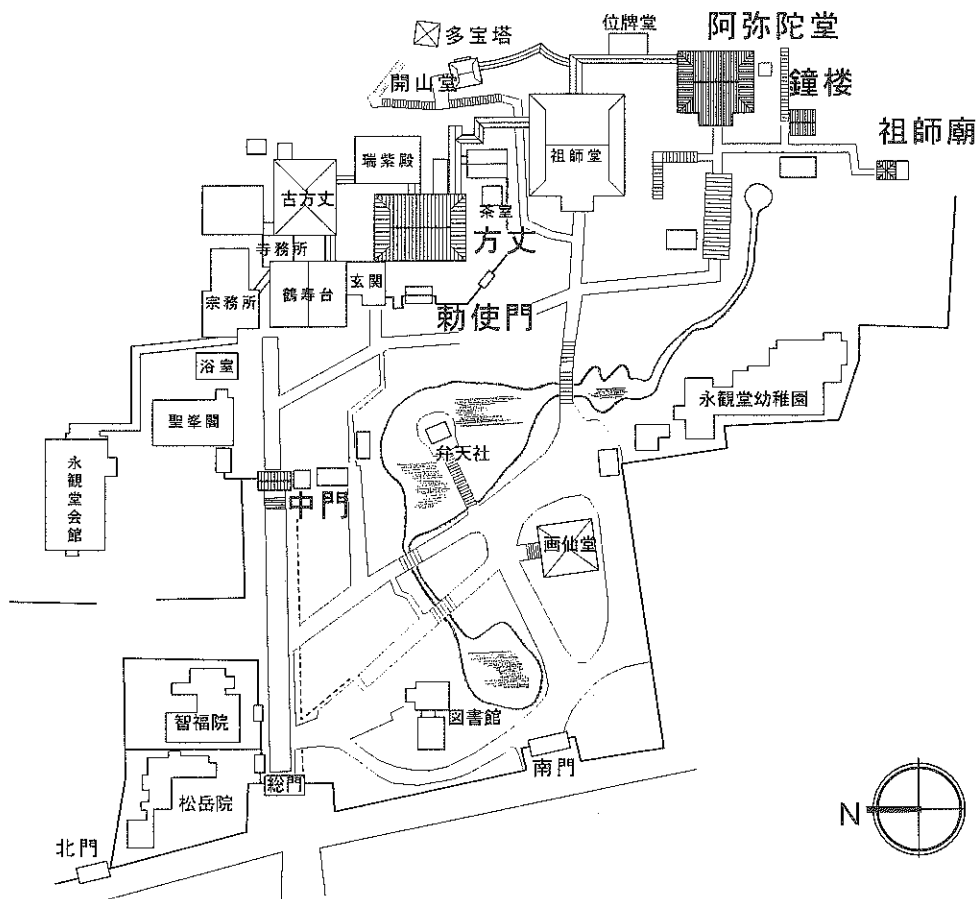 位牌堂
阿弥陀堂
多宝塔
開山堂
鐘楼
祖師廟
瑞紫殿
祖師堂
古方丈
茶室
方丈
寺務所
玄関
鶴寿台
宗務所
勅使門
浴室
永観堂幼稚園
聖峯閣
弁天社
永観堂会館
中門
画仙堂
智福院
図書館
南門
総門
松岳院
N
北門